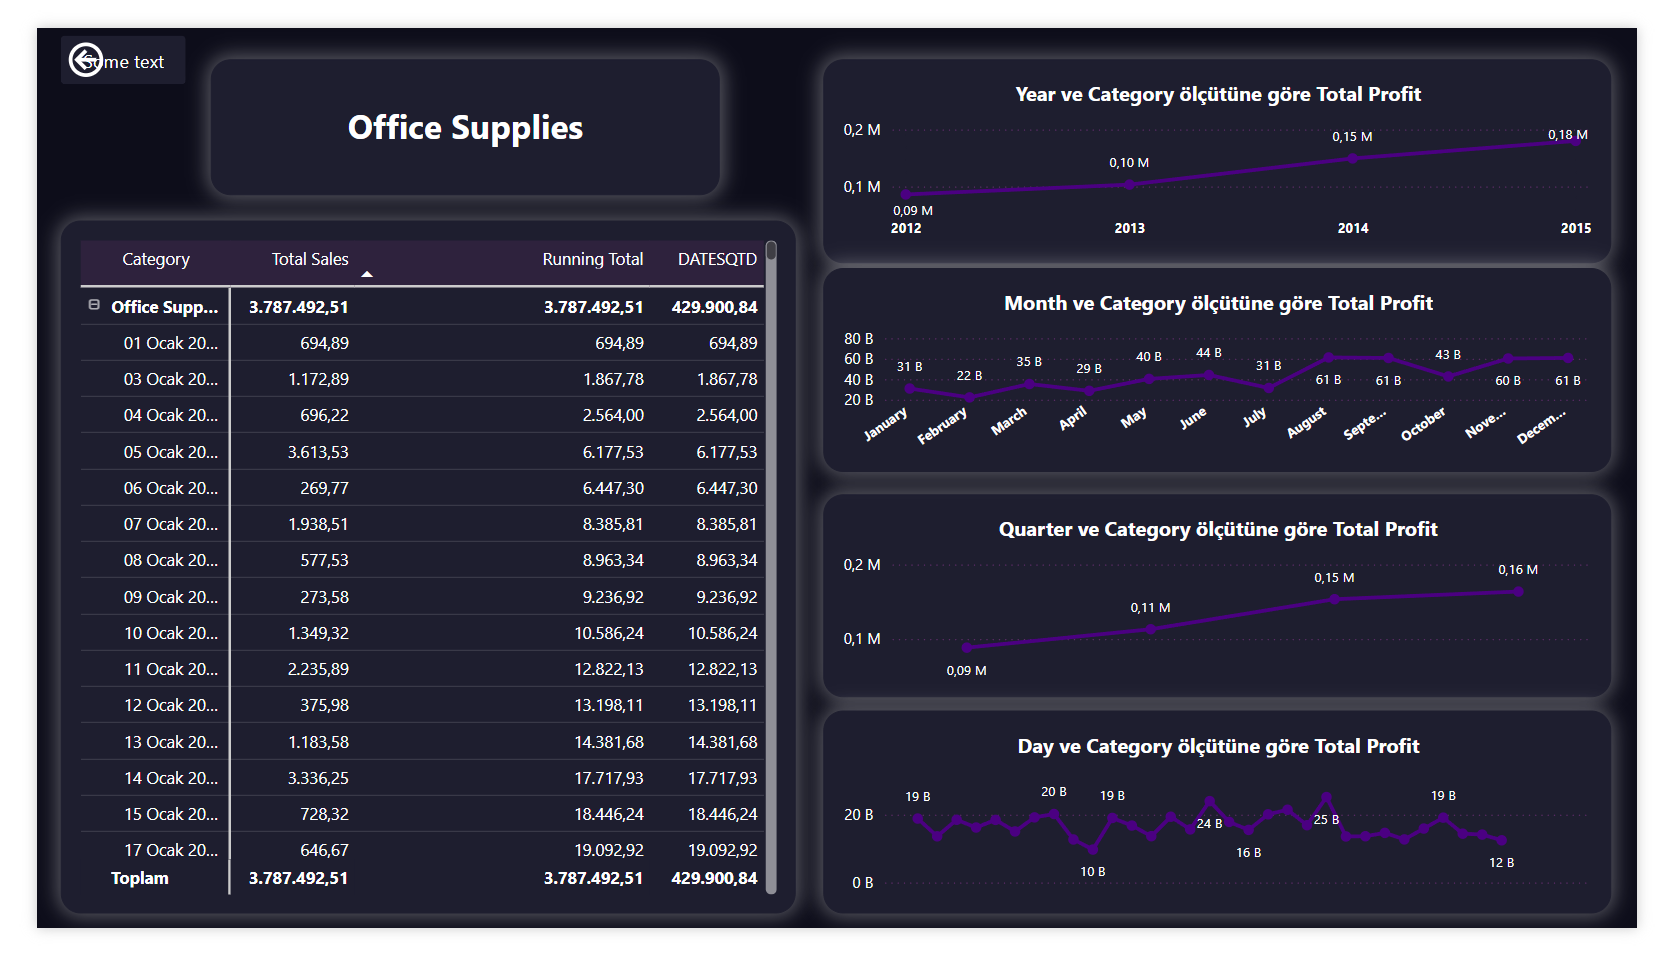 Some text
Office Supplies
Category Total Sales Running Total DATESQTD
Office Supp... 3.787.492,51 3.787.492,51 429.900,84
01 Ocak 20... 694,89 694,89 694,89
03 Ocak 20... 1.172,89 1.867,78 1.867,78
04 Ocak 20... 696,22 2.564,00 2.564,00
05 Ocak 20... 3.613,53 6.177,53 6.177,53
06 Ocak 20... 269,77 6.447,30 6.447,30
07 Ocak 20... 1.938,51 8.385,81 8.385,81
08 Ocak 20... 577,53 8.963,34 8.963,34
09 Ocak 20... 273,58 9.236,92 9.236,92
10 Ocak 20... 1.349,32 10.586,24 10.586,24
11 Ocak 20... 2.235,89 12.822,13 12.822,13
12 Ocak 20... 375,98 13.198,11 13.198,11
13 Ocak 20... 1.183,58 14.381,68 14.381,68
14 Ocak 20... 3.336,25 17.717,93 17.717,93
15 Ocak 20... 728,32 18.446,24 18.446,24
17 Ocak 20... 646,67 19.092,92 19.092,92
Toplam 3.787.492,51 3.787.492,51 429.900,84
Year ve Category ölçütüne göre Total Profit
0,2 M
0,1 M
0,09 M 0,10 M 0,15 M 0,18 M
2012 2013 2014 2015
Month ve Category ölçütüne göre Total Profit
80 B
60 B
40 B
20 B
31 B 22 B 35 B 29 B 40 B 44 B 31 B 61 B 61 B 43 B 60 B 61 B
January February March April May June July August Septe... October Nove... Decem...
Quarter ve Category ölçütüne göre Total Profit
0,2 M
0,1 M
0,09 M 0,11 M 0,15 M 0,16 M
Day ve Category ölçütüne göre Total Profit
20 B
0 B
19 B 20 B 10 B 19 B 24 B 16 B 25 B 19 B 12 B